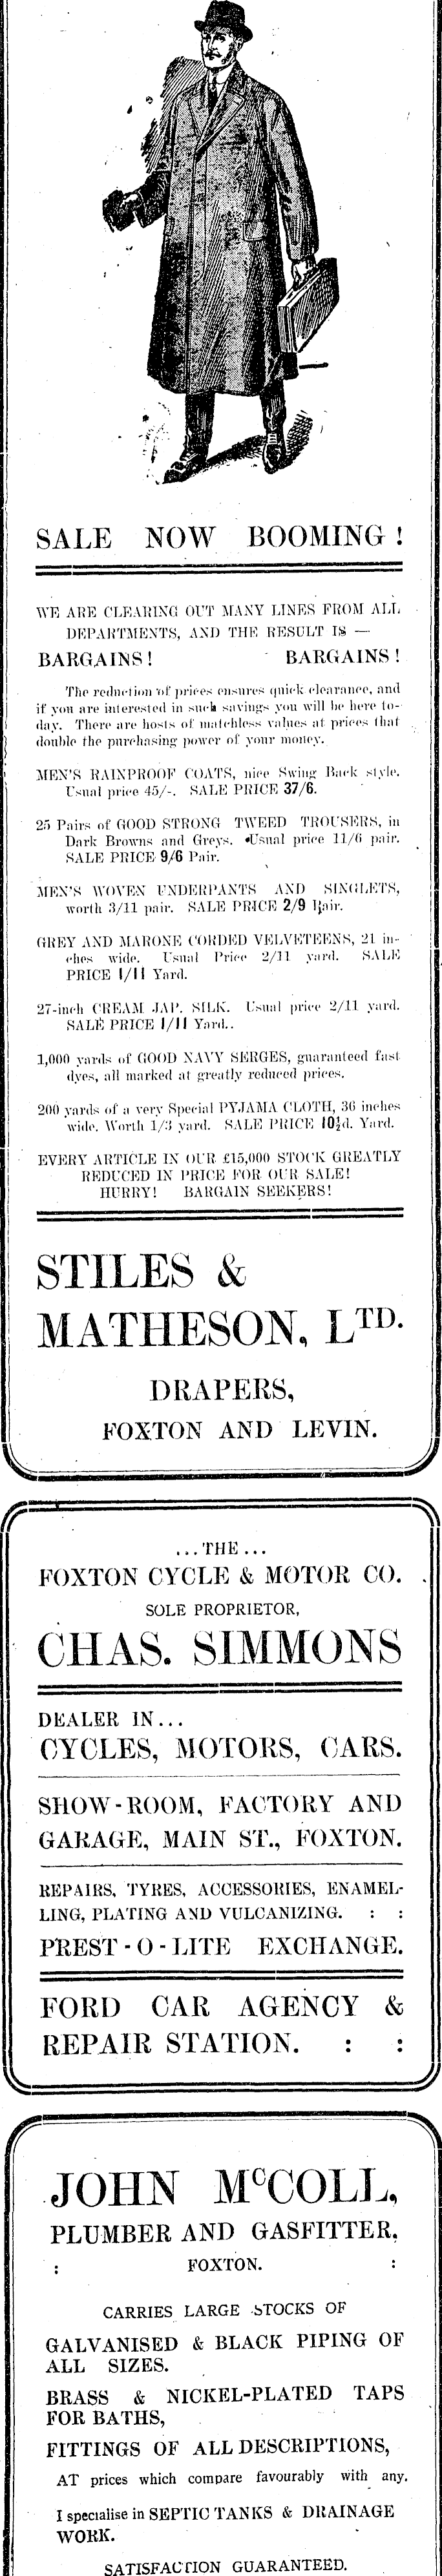 SALE NOW BOOMING!
WE ARE CLEARING OUT MANY LINES FROM ALL
DEPARTMENTS, AND THE RESULT IS —
BARGAINS! BARGAINS!
The reduction of prices ensures quick clearance, and
if you are interested in such savings you will be here to-
day. There are hosts of matchless values at prices that
double the purchasing power of your money.
MEN'S RAINPROOF COATS, nice Swing Back style.
Usual price 45/-. SALE PRICE 37/6.
25 Pairs of GOOD STRONG TWEED TROUSERS, in
Dark Browns and Greys. Usual price 11/6 pair.
SALE PRICE 9/6 Pair.
MEN'S WOVEN UNDERPANTS AND SINGLETS,
worth 3/11 pair. SALE PRICE 2/9 Pair.
GREY AND MARONE CORDED VELVETEENS, 21 in-
ches wide. Usual Price 2/11 yard. SALE
PRICE 1/11 Yard.
27-inch CREAM JAP. SILK. Usual price 2/11 yard.
SALE PRICE 1/11 Yard..
1,000 yards of GOOD NAVY SERGES, guaranteed fast
dyes, all marked at greatly reduced prices.
200 yards of a very Special PYJAMA CLOTH, 36 inches
wide. Worth 1/3 yard. SALE PRICE 10½d. Yard.
EVERY ARTICLE IN OUR £15,000 STOCK GREATLY
REDUCED IN PRICE FOR OUR SALE!
HURRY! BARGAIN SEEKERS!
STILES &
MATHESON, LTD.
DRAPERS,
FOXTON AND LEVIN.
...THE...
FOXTON CYCLE & MOTOR CO.
SOLE PROPRIETOR,
CHAS. SIMMONS
DEALER IN...
CYCLES, MOTORS, CARS.
SHOW-ROOM, FACTORY AND
GARAGE, MAIN ST., FOXTON.
REPAIRS, TYRES, ACCESSORIES, ENAMEL-
LING, PLATING AND VULCANIZING. : :
PREST-O-LITE EXCHANGE.
FORD CAR AGENCY &
REPAIR STATION. : :
JOHN McCOLL,
PLUMBER AND GASFITTER,
: FOXTON. :
CARRIES LARGE STOCKS OF
GALVANISED & BLACK PIPING OF
ALL SIZES.
BRASS & NICKEL-PLATED TAPS
FOR BATHS,
FITTINGS OF ALL DESCRIPTIONS,
AT prices which compare favourably with any.
I specialise in SEPTIC TANKS & DRAINAGE
WORK.
SATISFACTION GUARANTEED.